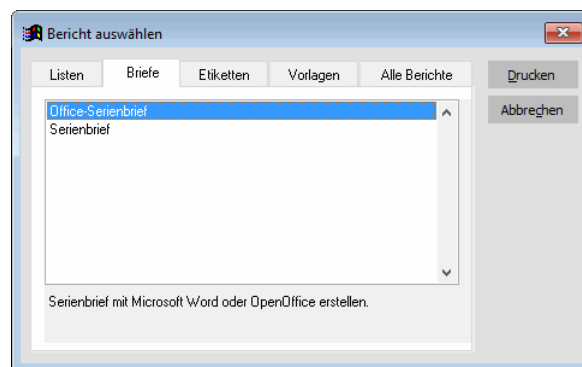 Bericht auswählen
Listen Briefe Etiketten Vorlagen Alle Berichte
Drucken
Abbrechen
Office-Serienbrief
Serienbrief
Serienbrief mit Microsoft Word oder OpenOffice erstellen.